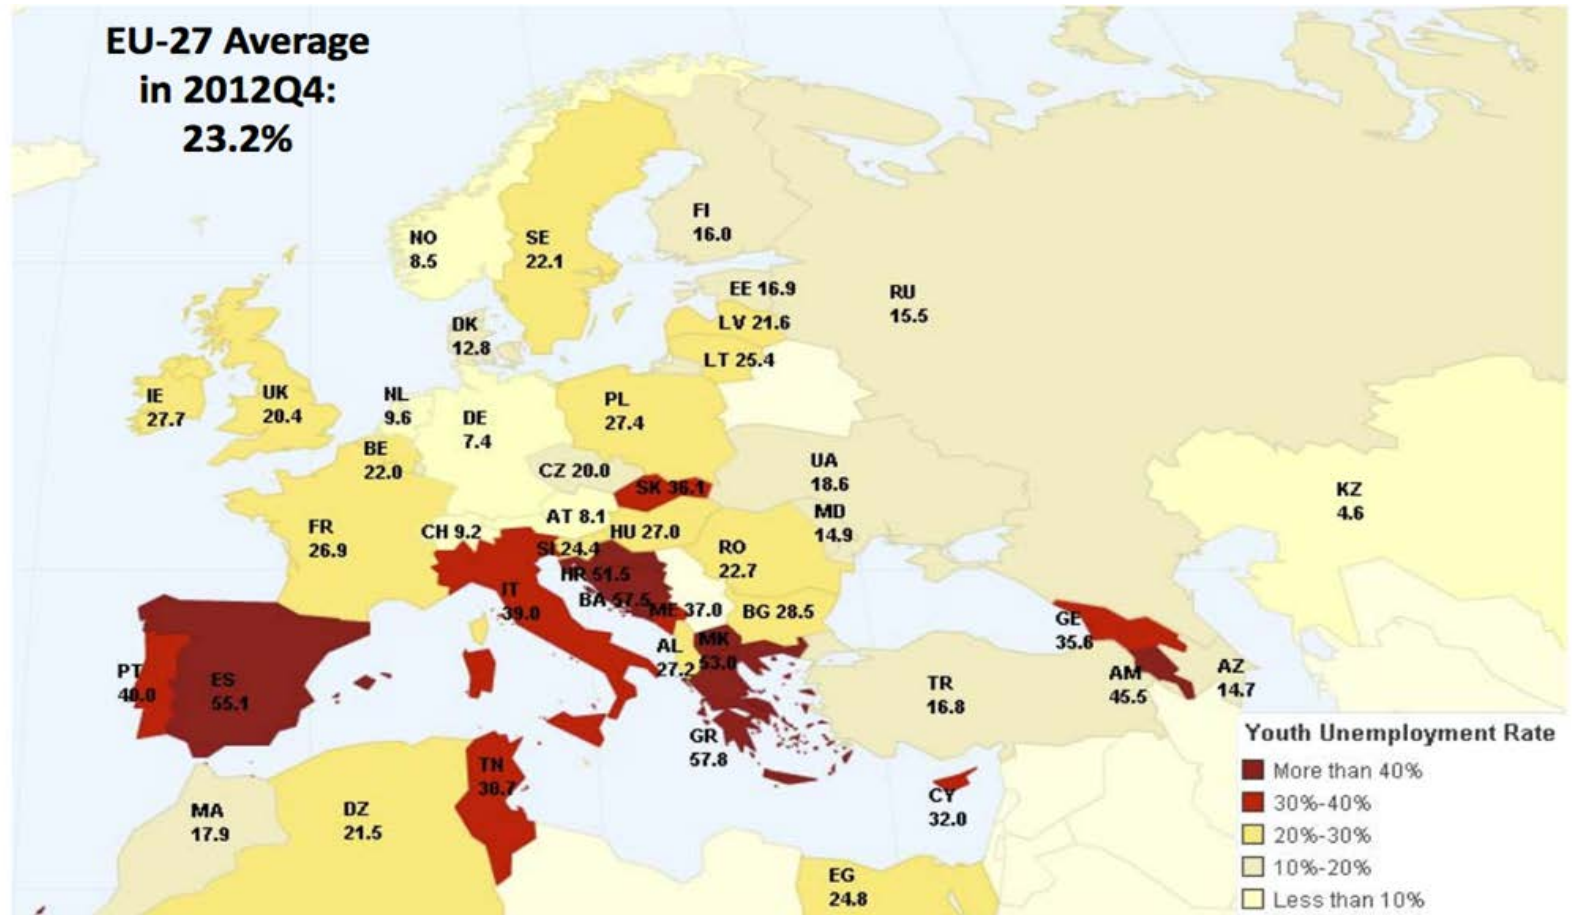 EU-27 Average
in 2012Q4:
23.2%
FI
16.0
NO
8.5
SE
22.1
EE 16.9
RU
15.5
DK
12.8
LV 21.6
LT 25.4
IE
27.7
UK
20.4
NL
9.6
DE
7.4
PL
27.4
BE
22.0
CZ 20.0
UA
18.6
SK 36.1
KZ
4.6
FR
26.9
CH 9.2
AT 8.1
HU 27.0
MD
14.9
SI 24.4
RO
22.7
HR 51.5
IT
39.0
BA 57.5
ME 37.0
BG 28.5
GE
35.6
AL
27.2
MK
53.0
PT
40.0
ES
55.1
TR
16.8
AM
45.5
AZ
14.7
GR
57.8
TN
CY
32.0
MA
17.9
DZ
21.5
EG
24.8
Youth Unemployment Rate
More than 40%
30%-40%
20%-30%
10%-20%
Less than 10%